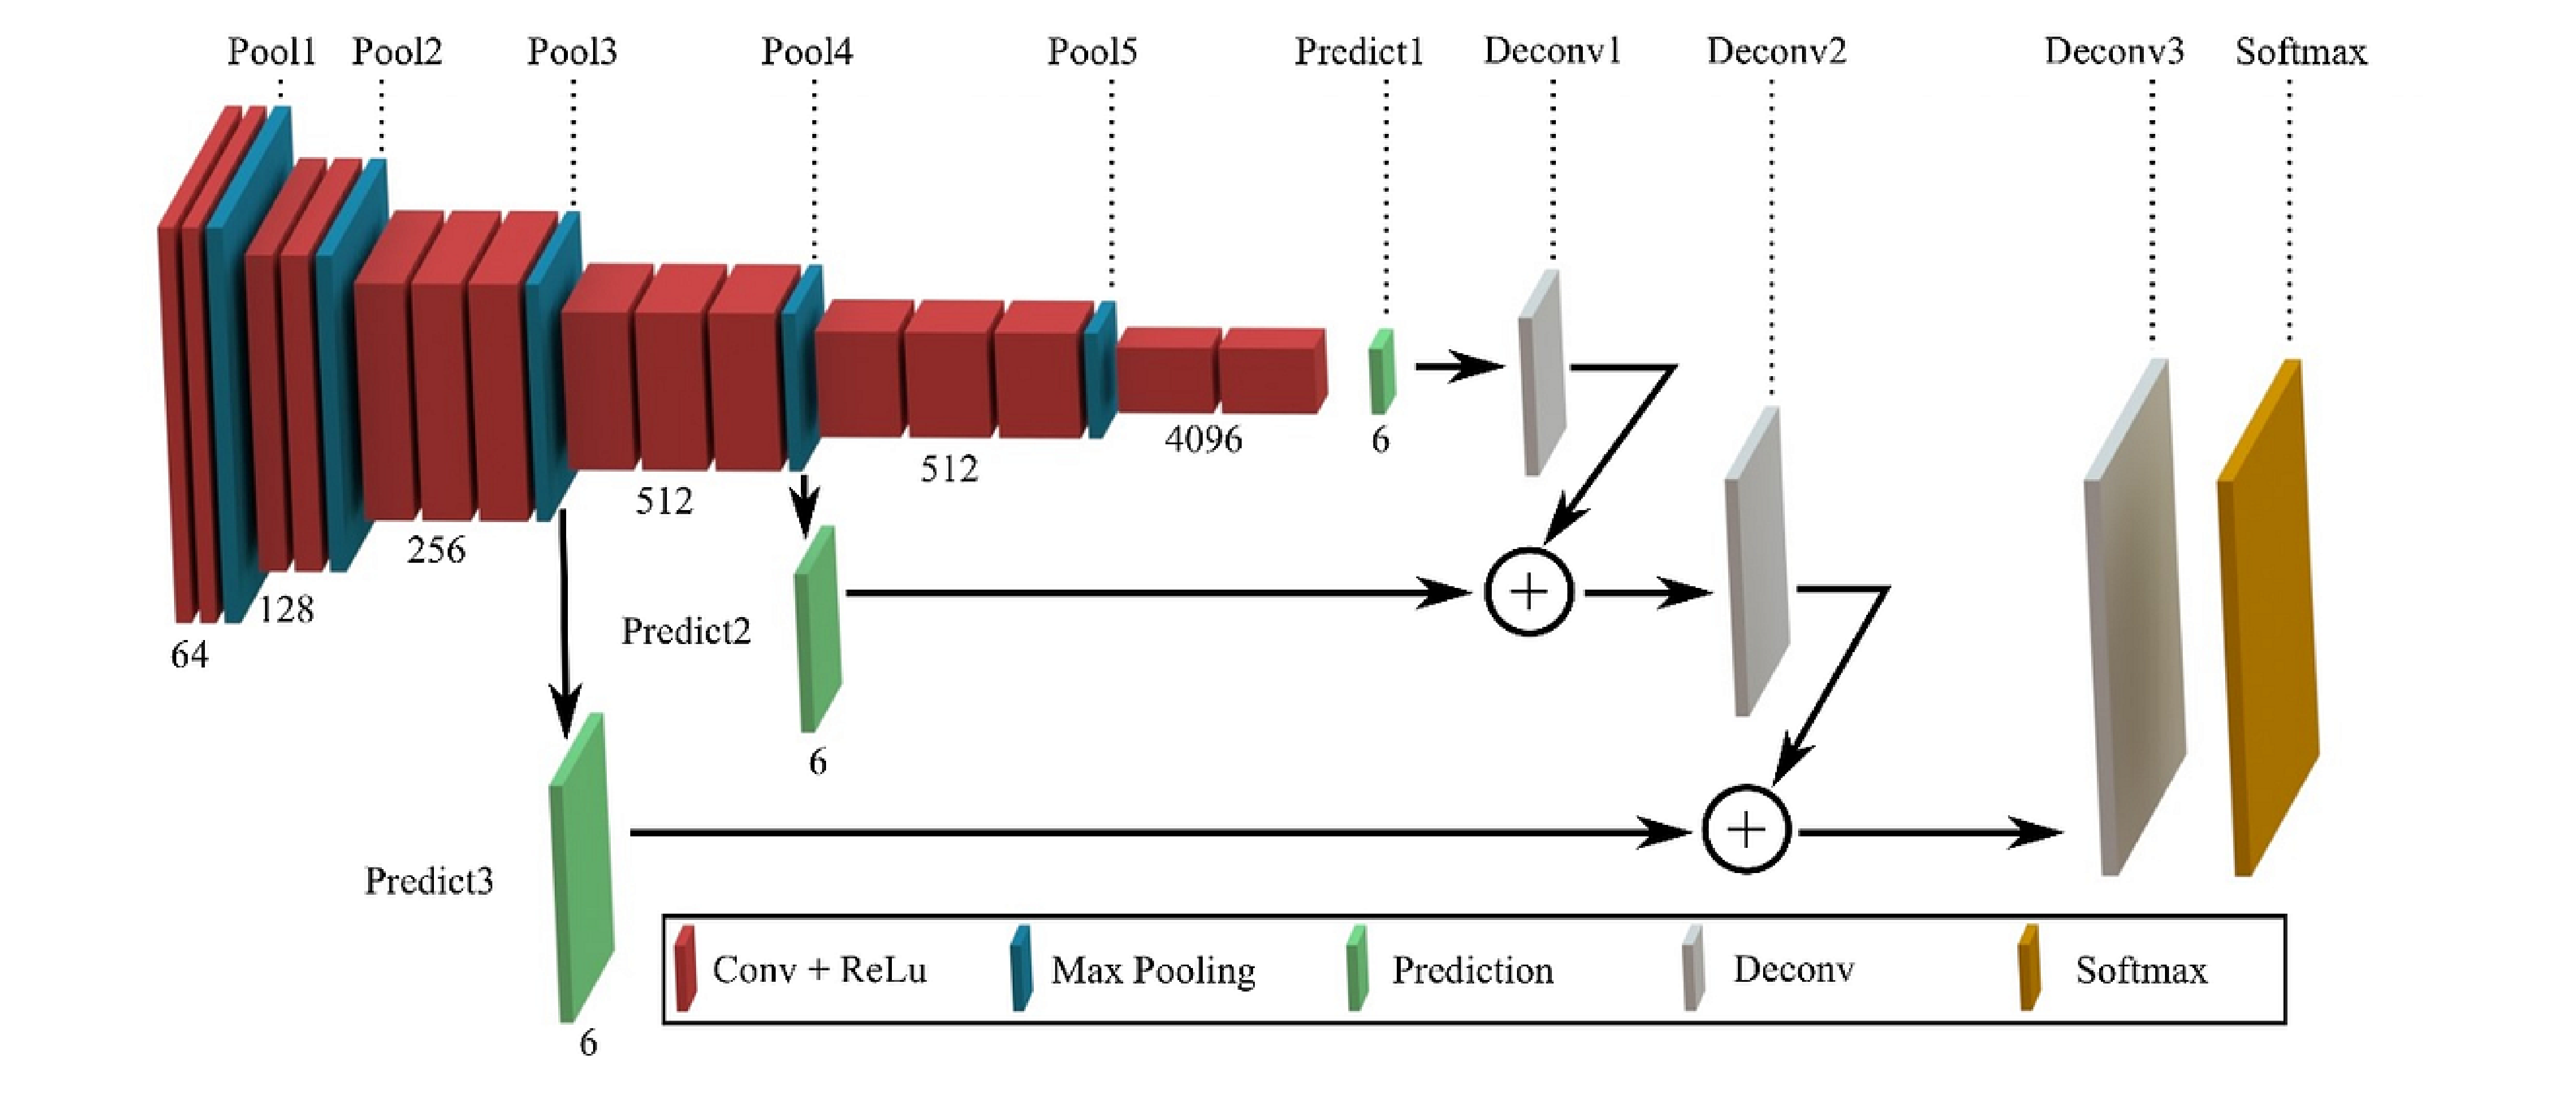 Pool1 Pool2 Pool3 Pool4 Pool5 Predict1 Deconv1 Deconv2 Deconv3 Softmax
64
128
256
512
512
4096
6
Predict2
6
Predict3
6
Conv + ReLu Max Pooling Prediction Deconv Softmax